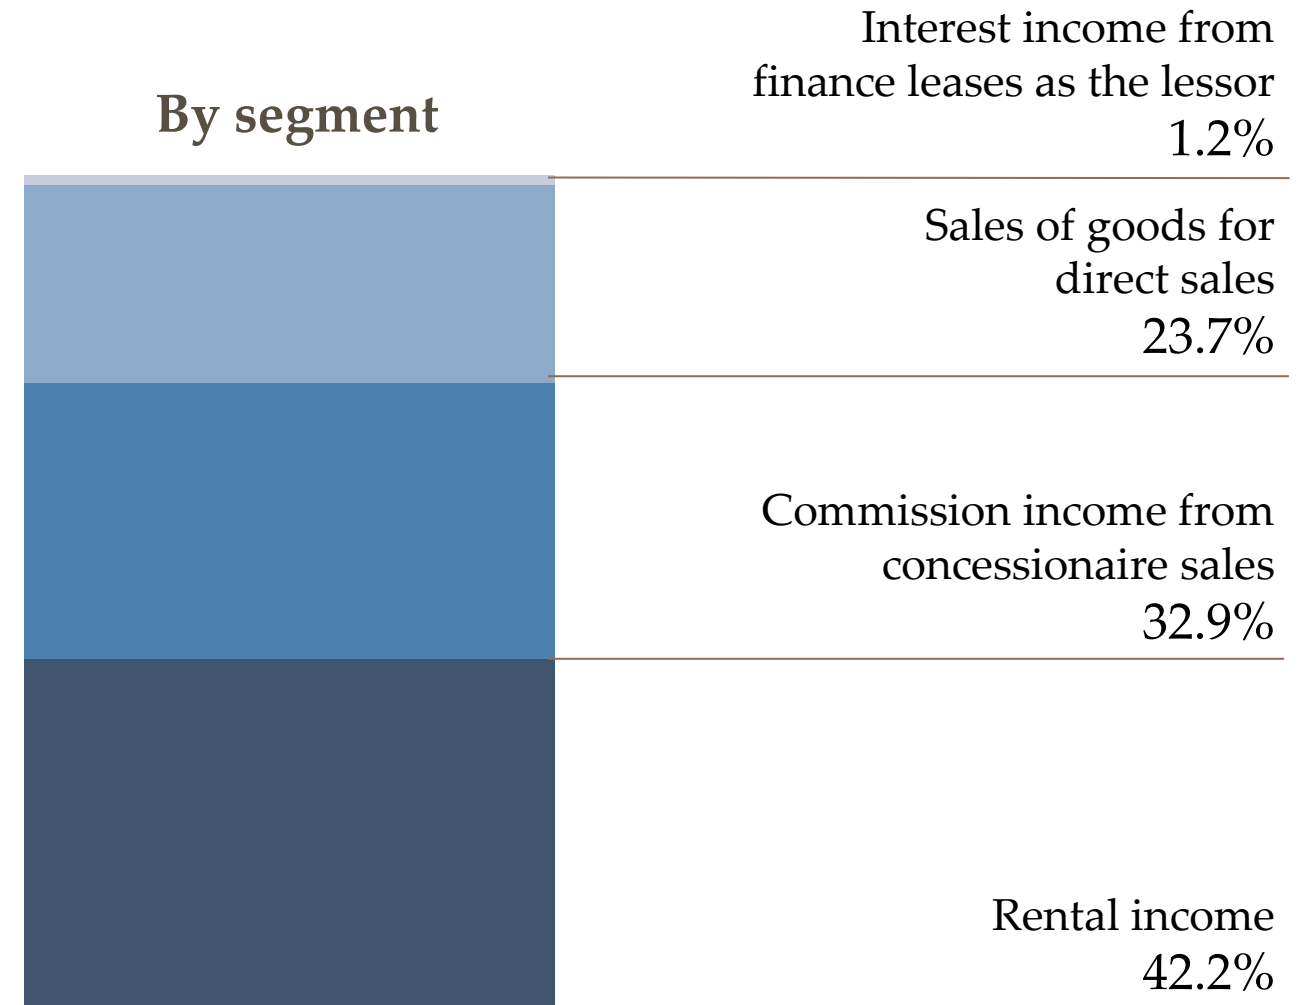 By segment
Interest income from
finance leases as the lessor
1.2%
Sales of goods for
direct sales
23.7%
Commission income from
concessionaire sales
32.9%
Rental income
42.2%